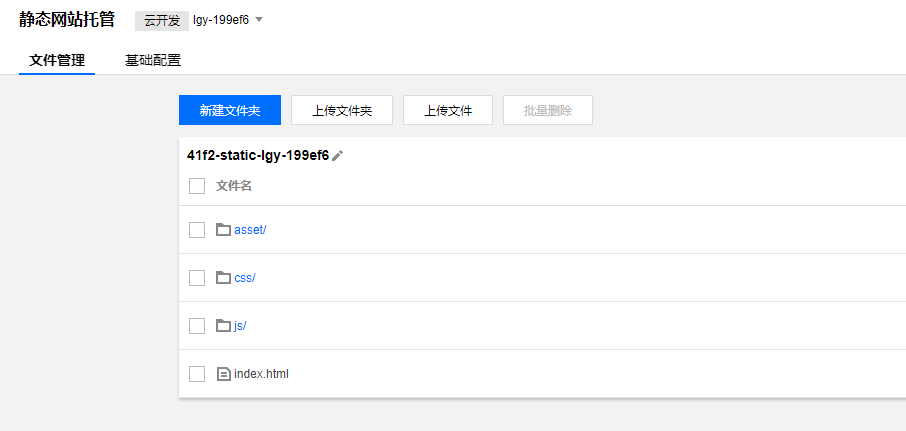 静态网站托管 云开发 lgy-199ef6
文件管理 基础配置
新建文件夹 上传文件夹 上传文件 批量删除
41f2-static-lgy-199ef6
文件名
asset/
css/
js/
index.html